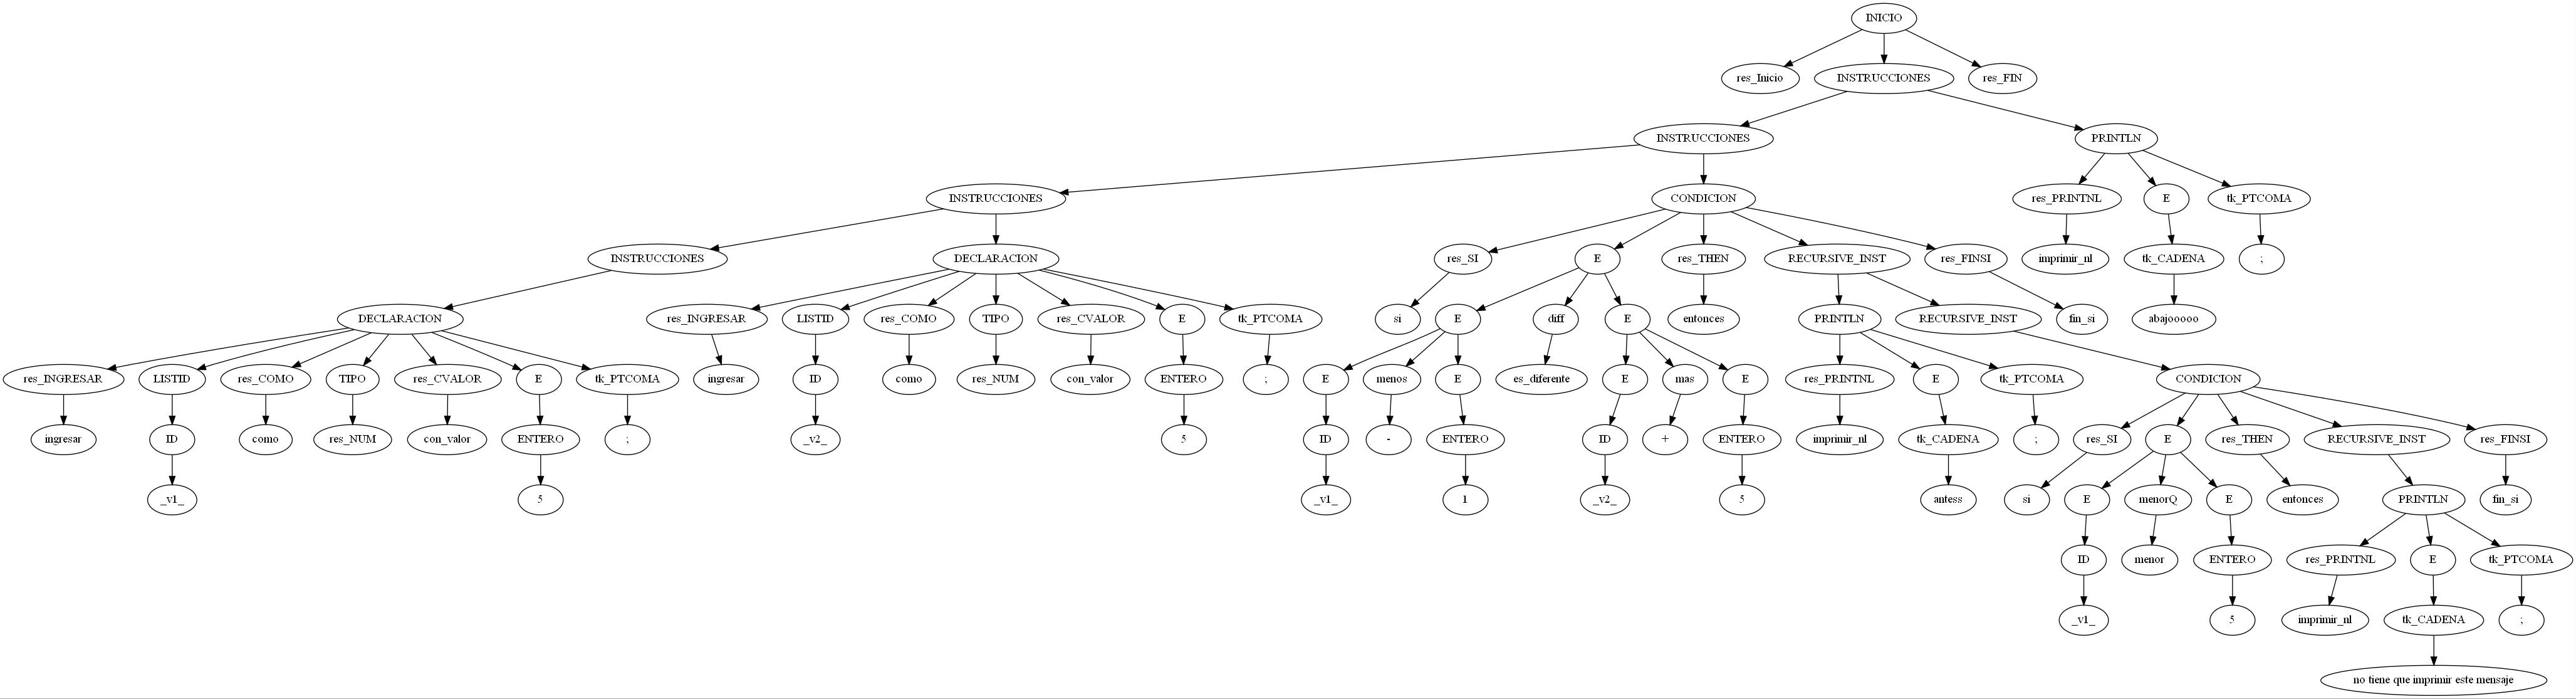 INICIO
res_Inicio INSTRUCCIONES res_FIN
INSTRUCCIONES PRINTLN
INSTRUCCIONES CONDICION res_PRINTNL E tk_PTCOMA
INSTRUCCIONES DECLARACION res_SI E res_THEN RECURSIVE_INST res_FINSI imprimir_nl tk_CADENA ;
DECLARACION res_INGRESAR LISTID res_COMO TIPO res_CVALOR E tk_PTCOMA si E diff E entonces PRINTLN RECURSIVE_INST fin_si abajooooo
res_INGRESAR LISTID res_COMO TIPO res_CVALOR E tk_PTCOMA ingresar ID como res_NUM con_valor ENTERO ; E menos E es_diferente E mas E res_PRINTNL E tk_PTCOMA CONDICION
ingresar ID como res_NUM con_valor ENTERO ; _v2_ 5 ID - ENTERO ID + ENTERO imprimir_nl tk_CADENA ; res_SI E res_THEN RECURSIVE_INST res_FINSI
_v1_ 5 _v1_ 1 _v2_ 5 antess si E menorQ E entonces PRINTLN fin_si
ID menor ENTERO res_PRINTNL E tk_PTCOMA
_v1_ 5 imprimir_nl tk_CADENA ;
no tiene que imprimir este mensaje